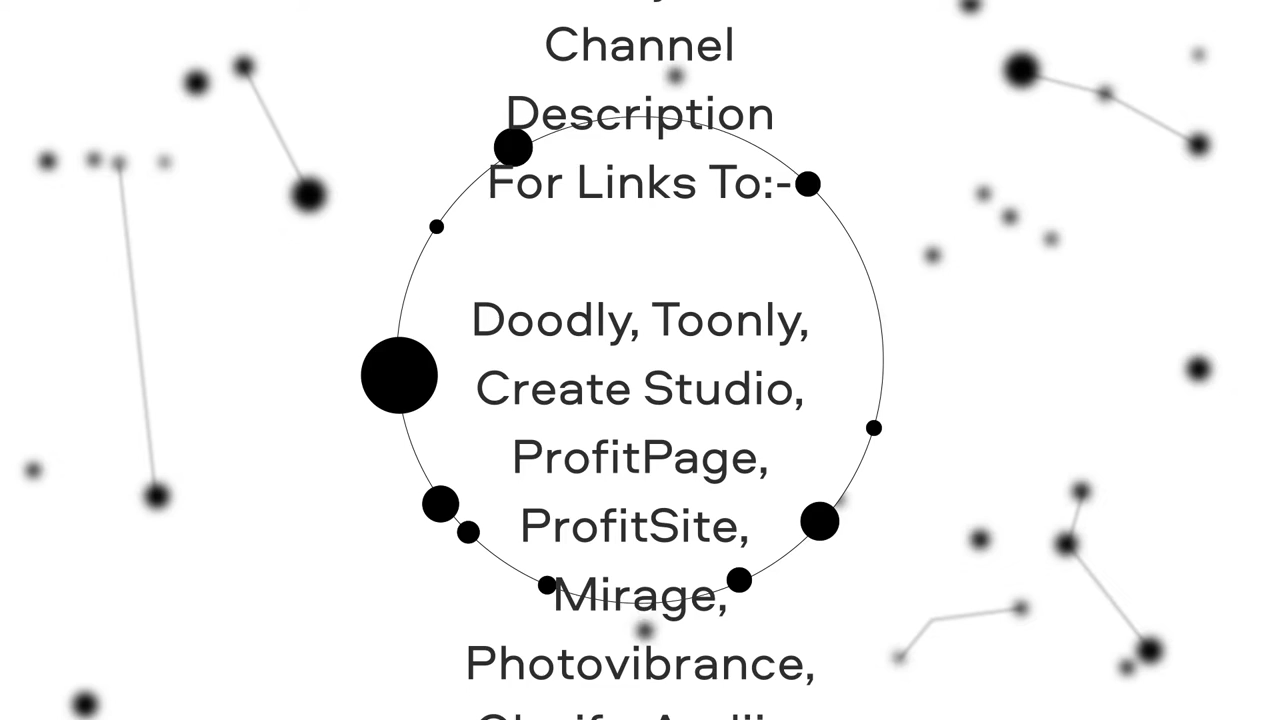 Channel
Description
For Links To:-
Doodly, Toonly,
Create Studio,
ProfitPage,
ProfitSite,
Mirage,
Photovibrance,